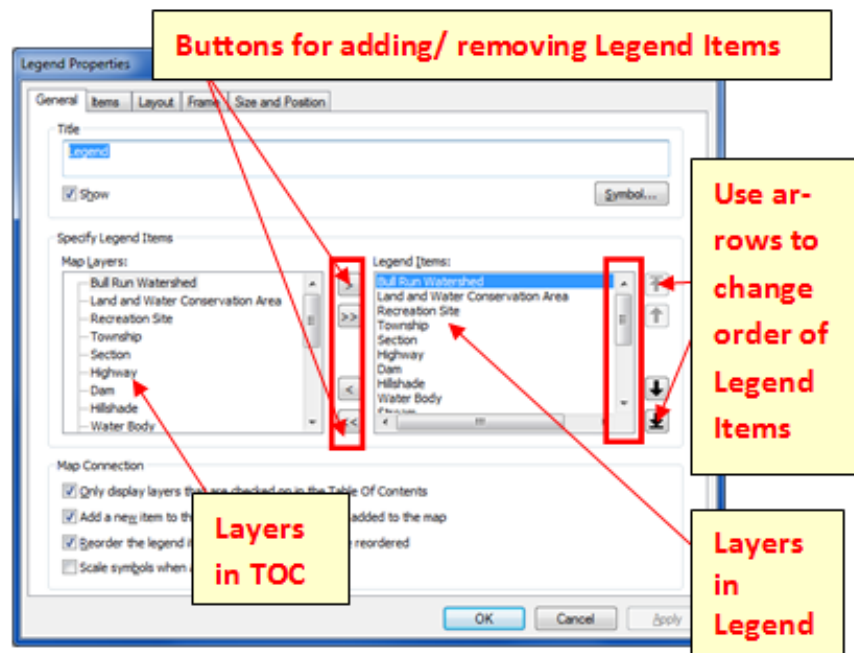 Buttons for adding/ removing Legend Items
Legend Properties
General Items Layout Frame Size and Position
Title
Legend
Show
Symbol...
Use ar-
rows to
change
order of
Legend
Items
Specify Legend Items
Map Layers:
Bull Run Watershed
Land and Water Conservation Area
Recreation Site
Township
Section
Highway
Dam
Hillshade
Water Body
>
>>
<
<<
Legend Items:
Bull Run Watershed
Land and Water Conservation Area
Recreation Site
Township
Section
Highway
Dam
Hillshade
Water Body
Stream
Map Connection
Only display layers that are checked on in the Table Of Contents
Add a new item to th added to the map
Reorder the legend i reordered
Scale symbols when
Layers
in TOC
Layers
in
Legend
OK Cancel Apply